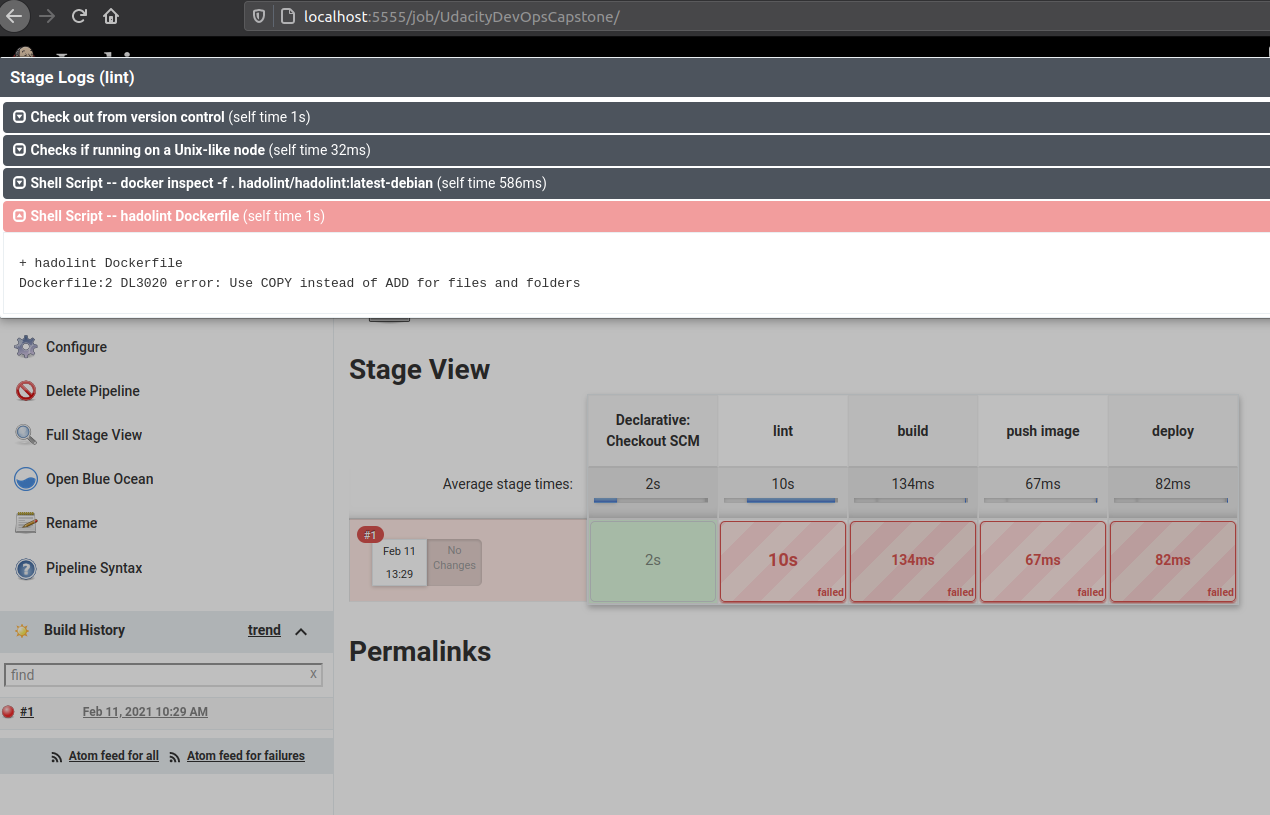 localhost:5555/job/UdacityDevOpsCapstone/
Stage Logs (lint)
Check out from version control (self time 1s)
Checks if running on a Unix-like node (self time 32ms)
Shell Script -- docker inspect -f . hadolint/hadolint:latest-debian (self time 586ms)
Shell Script -- hadolint Dockerfile (self time 1s)
+ hadolint Dockerfile
Dockerfile:2 DL3020 error: Use COPY instead of ADD for files and folders
Configure
Delete Pipeline
Full Stage View
Open Blue Ocean
Rename
Pipeline Syntax
Build History trend
find x
#1 Feb 11, 2021 10:29 AM
Atom feed for all Atom feed for failures
Stage View
Declarative: Checkout SCM lint build push image deploy
Average stage times: 2s 10s 134ms 67ms 82ms
#1
Feb 11 No
13:29 Changes
2s 10s 134ms 67ms 82ms
failed failed failed failed
Permalinks